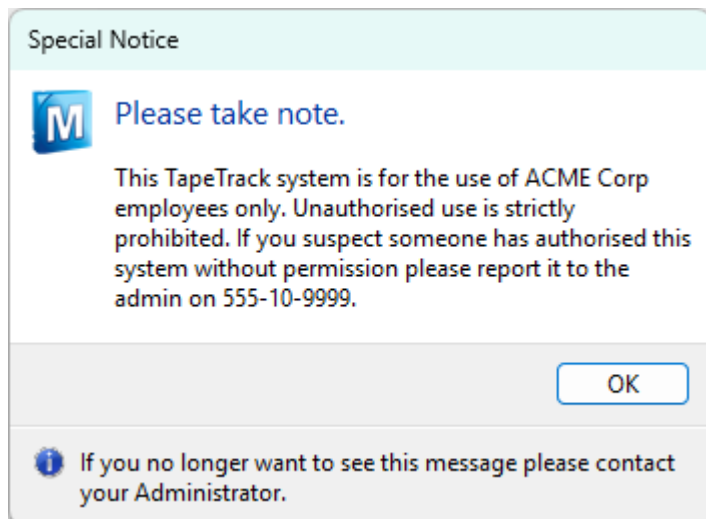 Special Notice
M
Please take note.
This TapeTrack system is for the use of ACME Corp
employees only. Unauthorised use is strictly
prohibited. If you suspect someone has authorised this
system without permission please report it to the
admin on 555-10-9999.
OK
If you no longer want to see this message please contact
your Administrator.